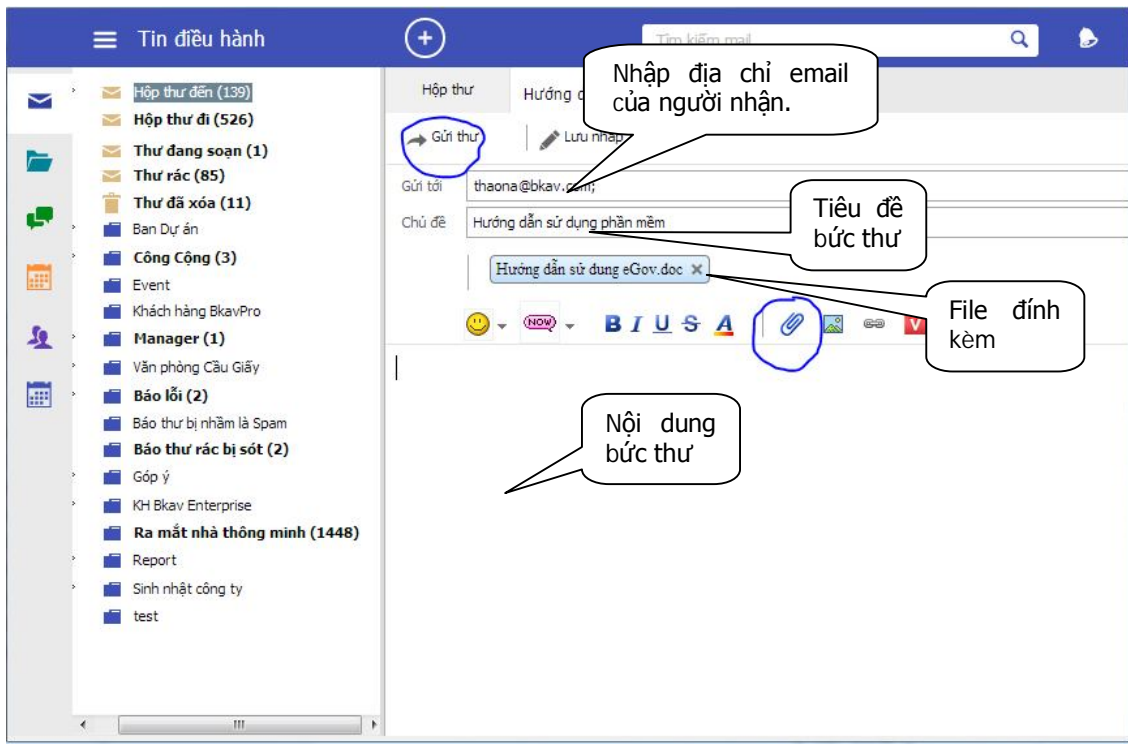 Tin điều hành
Tìm kiếm mail
Hộp thư đến (139)
Hộp thư đi (526)
Thư đang soạn (1)
Thư rác (85)
Thư đã xóa (11)
Ban Dự án
Công Cộng (3)
Event
Khách hàng BkavPro
Manager (1)
Văn phòng Cầu Giấy
Báo lỗi (2)
Báo thư bị nhầm là Spam
Báo thư rác bị sót (2)
Góp ý
KH Bkav Enterprise
Ra mắt nhà thông minh (1448)
Report
Sinh nhật công ty
test
Hộp thư
Hướng
Nhập địa chỉ email
của người nhận.
Gửi thư
Lưu nháp
Gửi tới
thaona@bkav.com;
Chủ đề
Hướng dẫn sử dụng phần mềm
Tiêu đề
bức thư
Hướng dẫn sử dung eGov.doc
File đính
kèm
NOW
B I U S A
V
Nội dung
bức thư